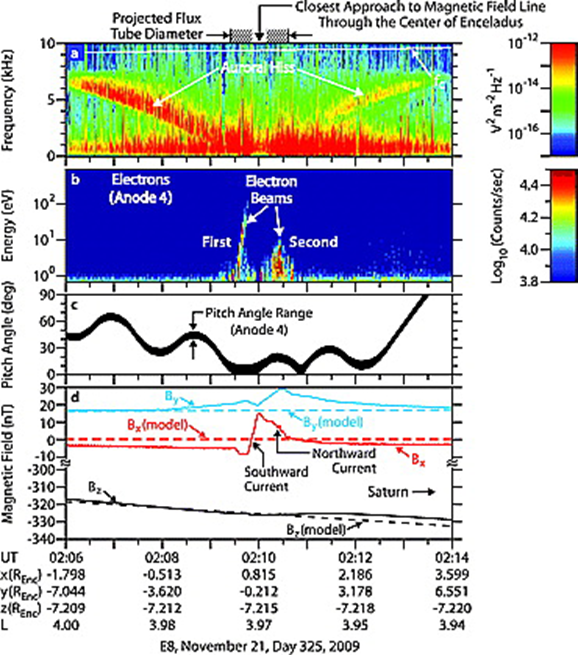 Projected Flux
Tube Diameter
Closest Approach to Magnetic Field Line
Through the Center of Enceladus
Frequency (kHz)
10
5
0
a
Auroral Hiss
V² m⁻² Hz⁻¹
10⁻¹²
10⁻¹⁴
10⁻¹⁶
Energy (eV)
10²
10¹
10⁰
b
Electrons
(Anode 4)
Electron
Beams
First
Second
Log₁₀ (Counts/sec)
4.4
4.2
4.0
3.8
Pitch Angle (deg)
90
60
30
0
c
Pitch Angle Range
(Anode 4)
Magnetic Field (nT)
30
20
10
0
-10
-300
-310
-320
-330
-340
d
By
Bx(model)
By(model)
Northward
Current
Southward
Current
Bx
Bz
Saturn
Bz(model)
UT 02:06 02:08 02:10 02:12 02:14
x(REnc) -1.798 -0.513 0.815 2.186 3.599
y(REnc) -7.044 -3.620 -0.212 3.178 6.551
z(REnc) -7.209 -7.212 -7.215 -7.218 -7.220
L 4.00 3.98 3.97 3.95 3.94
E8, November 21, Day 325, 2009